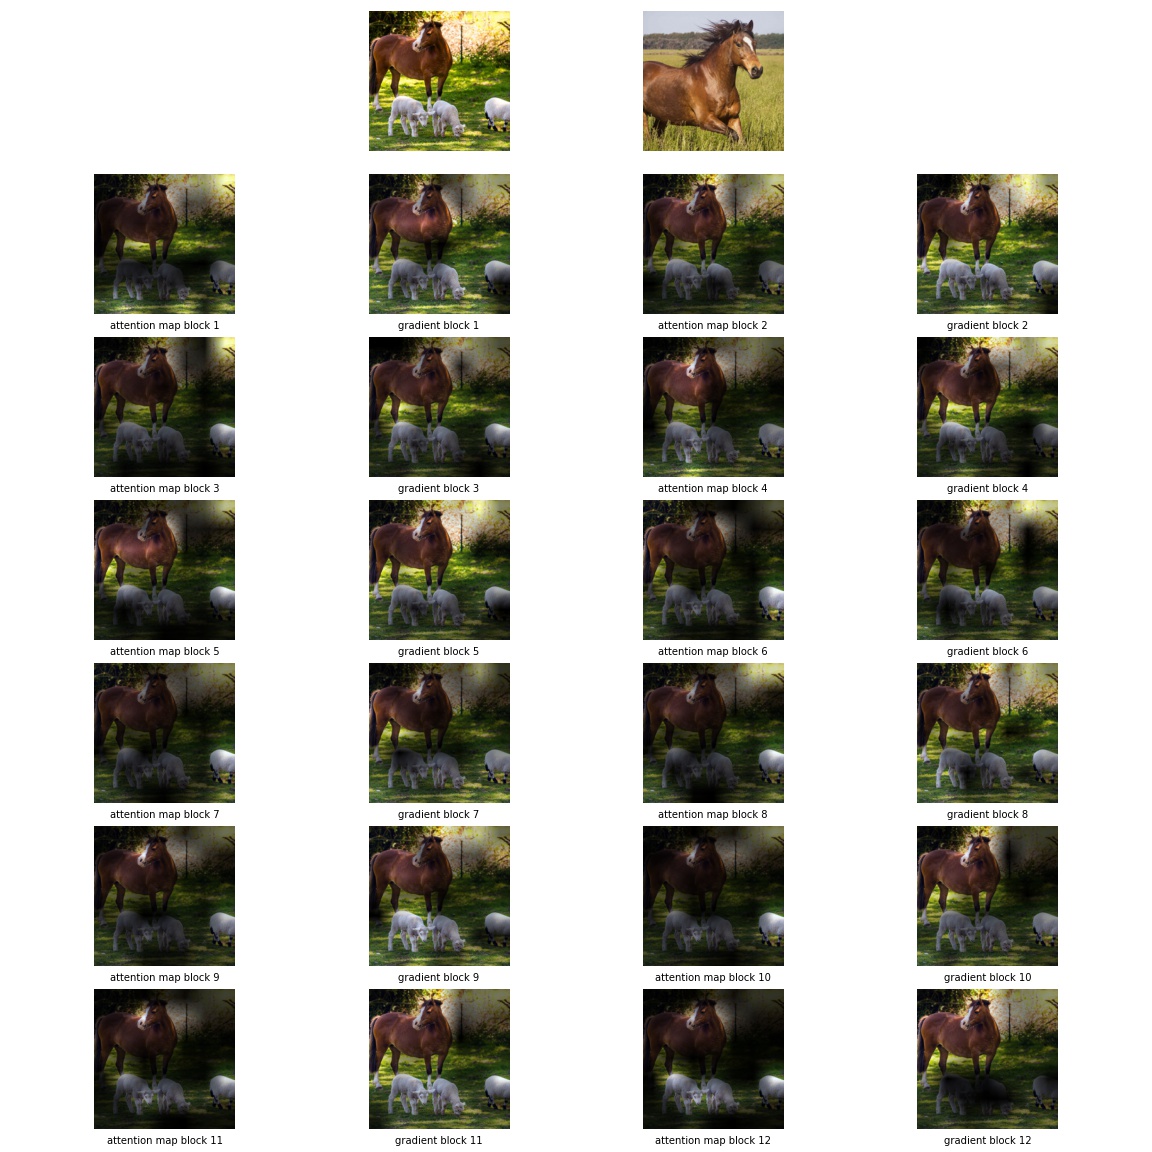 attention map block 1 gradient block 1 attention map block 2 gradient block 2
attention map block 3 gradient block 3 attention map block 4 gradient block 4
attention map block 5 gradient block 5 attention map block 6 gradient block 6
attention map block 7 gradient block 7 attention map block 8 gradient block 8
attention map block 9 gradient block 9 attention map block 10 gradient block 10
attention map block 11 gradient block 11 attention map block 12 gradient block 12